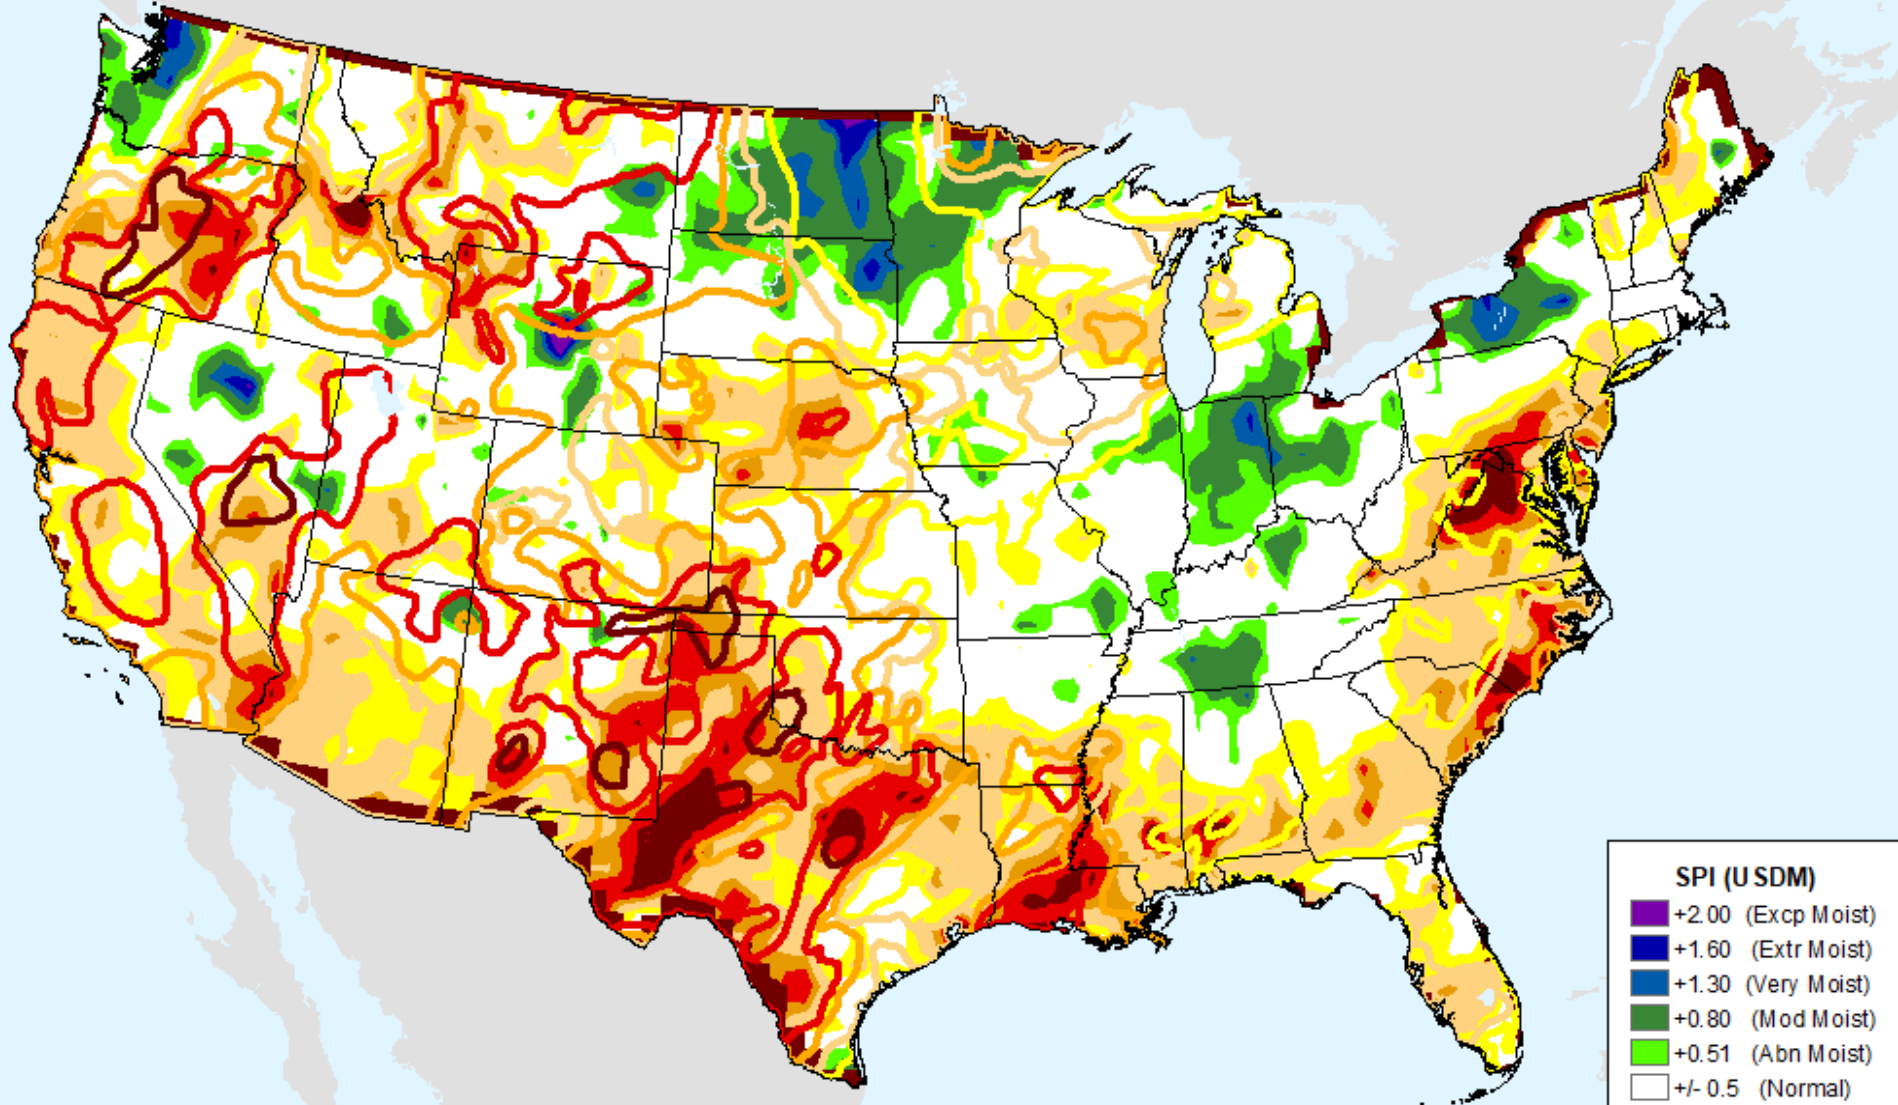 SPI (USDM)
+2.00 (Excp Moist)
+1.60 (Extr Moist)
+1.30 (Very Moist)
+0.80 (Mod Moist)
+0.51 (Abn Moist)
+/- 0.5 (Normal)